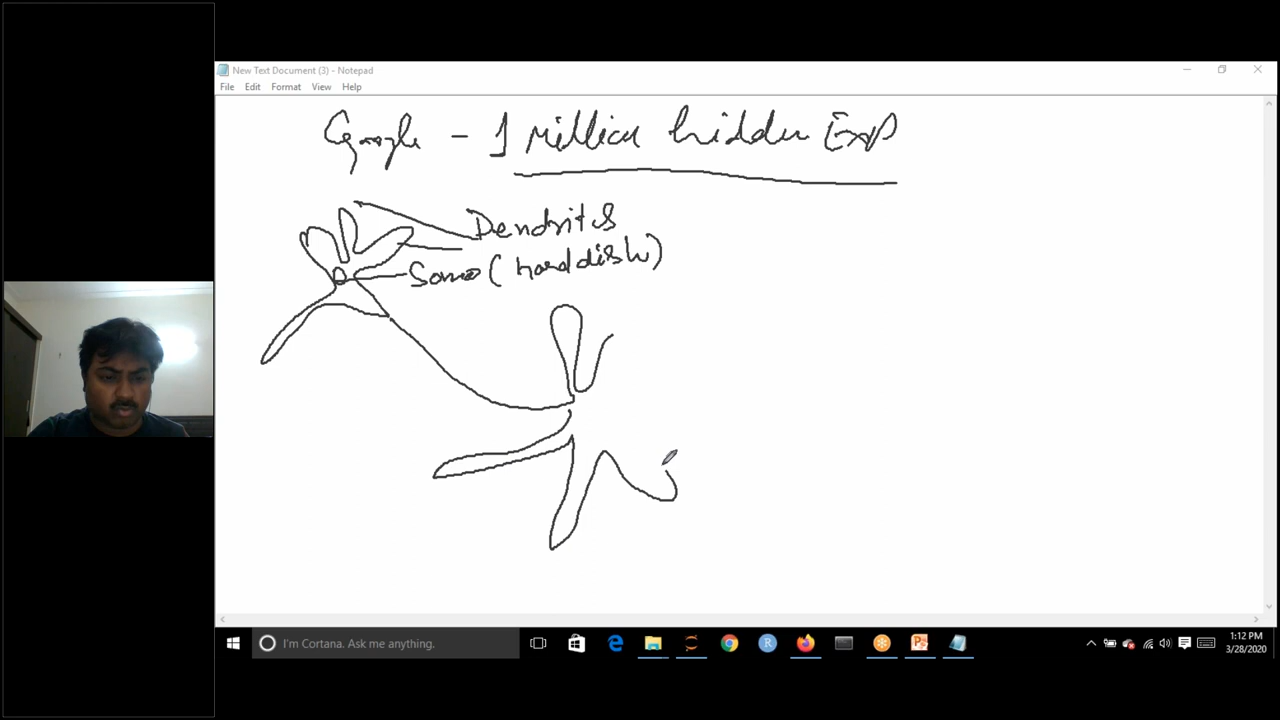 New Text Document (3) - Notepad
File Edit Format View Help
Google - 1 Million hidden Exp
Dendrites
Soma (harddisk)
I'm Cortana. Ask me anything.
1:12 PM
3/28/2020